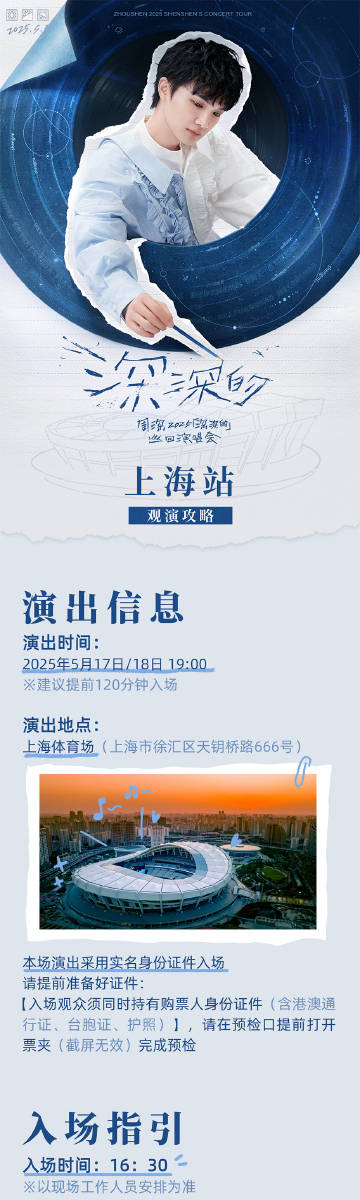 ZHOUSHEN 2025 SHENSHEN'S CONCERT TOUR
2025.5.
深深的
周深2025深深的
巡回演唱会
上海站
观演攻略
演出信息
演出时间：
2025年5月17日/18日 19:00
※建议提前120分钟入场
演出地点：
上海体育场（上海市徐汇区天钥桥路666号）
本场演出采用实名身份证件入场
请提前准备好证件：
【入场观众须同时持有购票人身份证件（含港澳通
行证、台胞证、护照）】，请在预检口提前打开
票夹（截屏无效）完成预检
入场指引
入场时间：16：30
※以现场工作人员安排为准